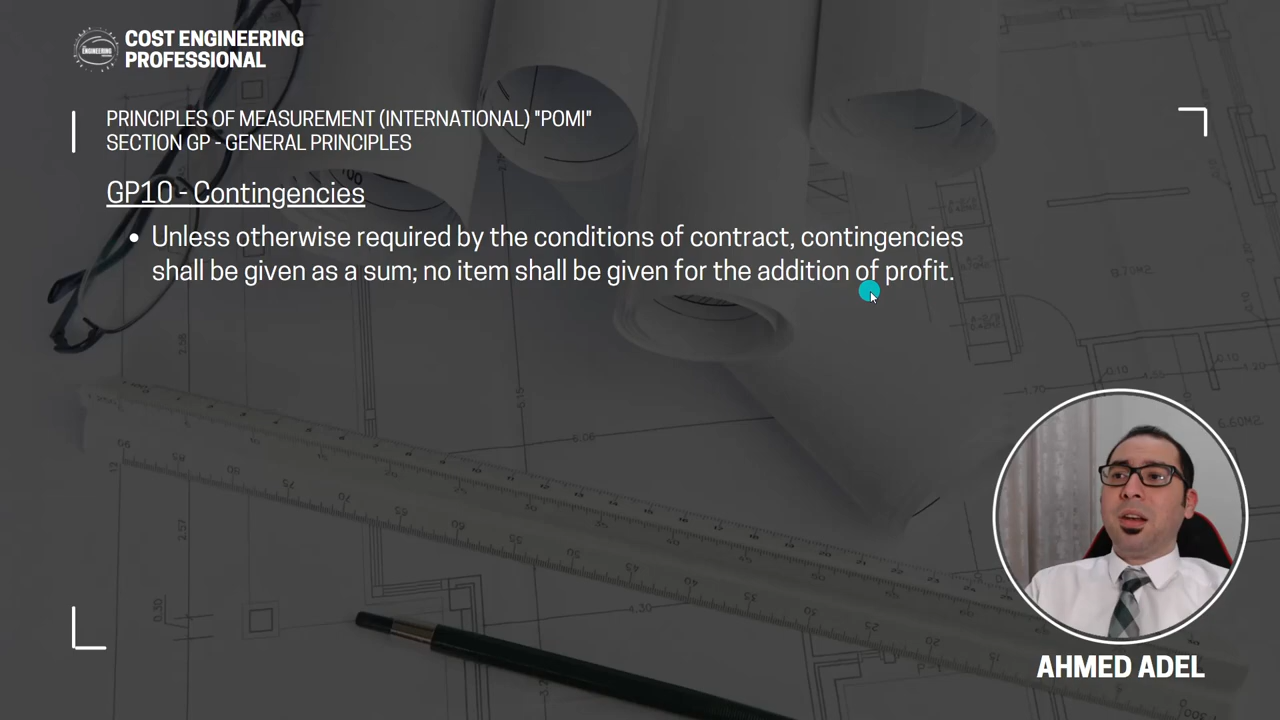 COST ENGINEERING
PROFESSIONAL
PRINCIPLES OF MEASUREMENT (INTERNATIONAL) "POMI"
SECTION GP - GENERAL PRINCIPLES
GP10 - Contingencies
• Unless otherwise required by the conditions of contract, contingencies
shall be given as a sum; no item shall be given for the addition of profit.
AHMED ADEL